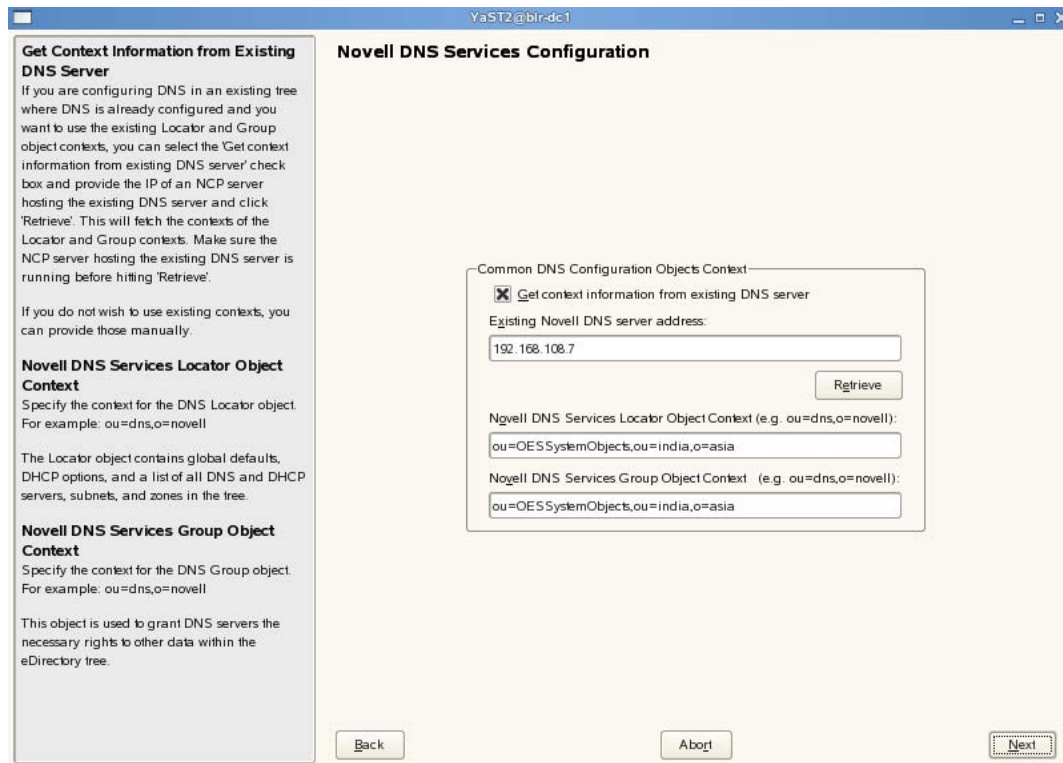 YaST2@blr-dc1
Get Context Information from Existing
DNS Server
If you are configuring DNS in an existing tree
where DNS is already configured and you
want to use the existing Locator and Group
object contexts, you can select the 'Get context
information from existing DNS server' check
box and provide the IP of an NCP server
hosting the existing DNS server and click
'Retrieve'. This will fetch the contexts of the
Locator and Group contexts. Make sure the
NCP server hosting the existing DNS server is
running before hitting 'Retrieve'.
If you do not wish to use existing contexts, you
can provide those manually.
Novell DNS Services Locator Object
Context
Specify the context for the DNS Locator object.
For example: ou=dns,o=novell
The Locator object contains global defaults,
DHCP options, and a list of all DNS and DHCP
servers, subnets, and zones in the tree.
Novell DNS Services Group Object
Context
Specify the context for the DNS Group object.
For example: ou=dns,o=novell
This object is used to grant DNS servers the
necessary rights to other data within the
eDirectory tree.
Novell DNS Services Configuration
Common DNS Configuration Objects Context
Get context information from existing DNS server
Existing Novell DNS server address:
192.168.108.7
Retrieve
Novell DNS Services Locator Object Context (e.g. ou=dns,o=novell):
ou=OESSystemObjects,ou=india,o=asia
Novell DNS Services Group Object Context (e.g. ou=dns,o=novell):
ou=OESSystemObjects,ou=india,o=asia
Back
Abort
Next